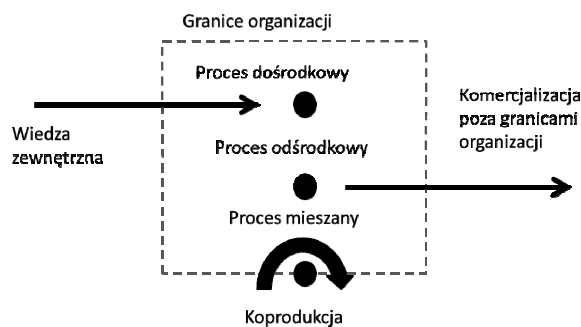 Granice organizacji
Proces dośrodkowy
Wiedza
zewnętrzna
Proces odśrodkowy
Komercjalizacja
poza granicami
organizacji
Proces mieszany
Koprodukcja